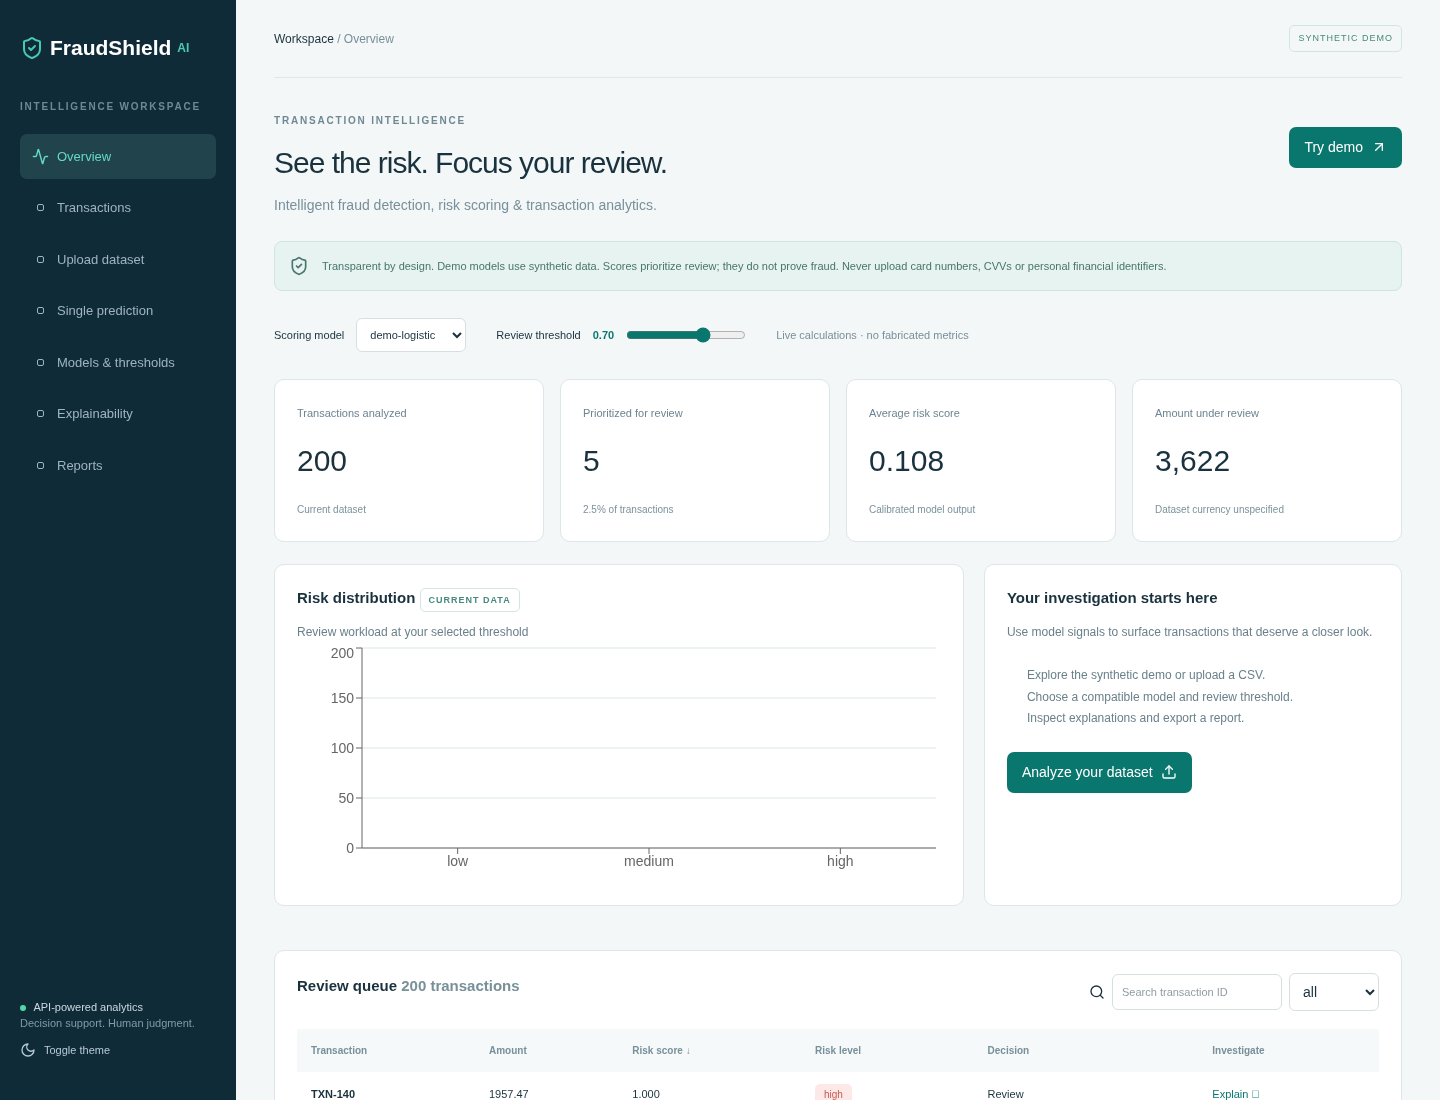 FraudShield AI
INTELLIGENCE WORKSPACE
Overview
Transactions
Upload dataset
Single prediction
Models & thresholds
Explainability
Reports
API-powered analytics
Decision support. Human judgment.
Toggle theme
Workspace / Overview
SYNTHETIC DEMO
TRANSACTION INTELLIGENCE
See the risk. Focus your review.
Intelligent fraud detection, risk scoring & transaction analytics.
Try demo
Transparent by design. Demo models use synthetic data. Scores prioritize review; they do not prove fraud. Never upload card numbers, CVVs or personal financial identifiers.
Scoring model demo-logistic Review threshold 0.70 Live calculations · no fabricated metrics
Transactions analyzed
200
Current dataset
Prioritized for review
5
2.5% of transactions
Average risk score
0.108
Calibrated model output
Amount under review
3,622
Dataset currency unspecified
Risk distribution CURRENT DATA
Review workload at your selected threshold
200
150
100
50
0
low medium high
Your investigation starts here
Use model signals to surface transactions that deserve a closer look.
Explore the synthetic demo or upload a CSV.
Choose a compatible model and review threshold.
Inspect explanations and export a report.
Analyze your dataset
Review queue 200 transactions
Search transaction ID
all
Transaction Amount Risk score ↓ Risk level Decision Investigate
TXN-140 1957.47 1.000 high Review Explain